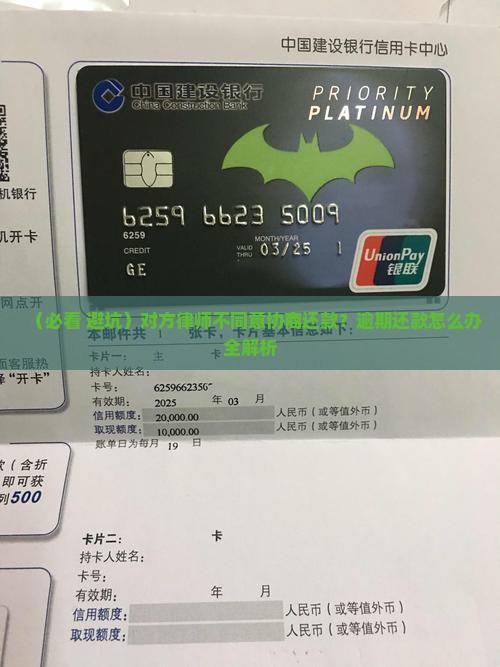 中国建设银行信用卡中心
中国建设银行
China Construction Bank
PRIORITY
PLATINUM
6259 6623 5009
6259
MONTH/YEAR
CREDIT
VALID
THRU
03/25 1
GE
UnionPay
银联
机银行
机开卡
网点开
（必看 避坑）对方律师不同意协商还款？逾期还款怎么办
全解析
本邮件共 1 张卡，卡片基本信息如下
面客服热
择“开卡”
卡片一： 主 卡
持卡人姓名：
卡号： 6259662356
有效期： 2025 年 03 月
信用额度： 20,000.00 人民币（或等值外币）
取现额度： 10,000.00 人民币（或等值外币）
账单日为每月 19 日
（含折
即可获
列500
卡片二： 卡
持卡人姓名：
卡号：
有效期： 年 月
信用额度： 人民币（或等值外币）
取现额度： 人民币（或等值外币）